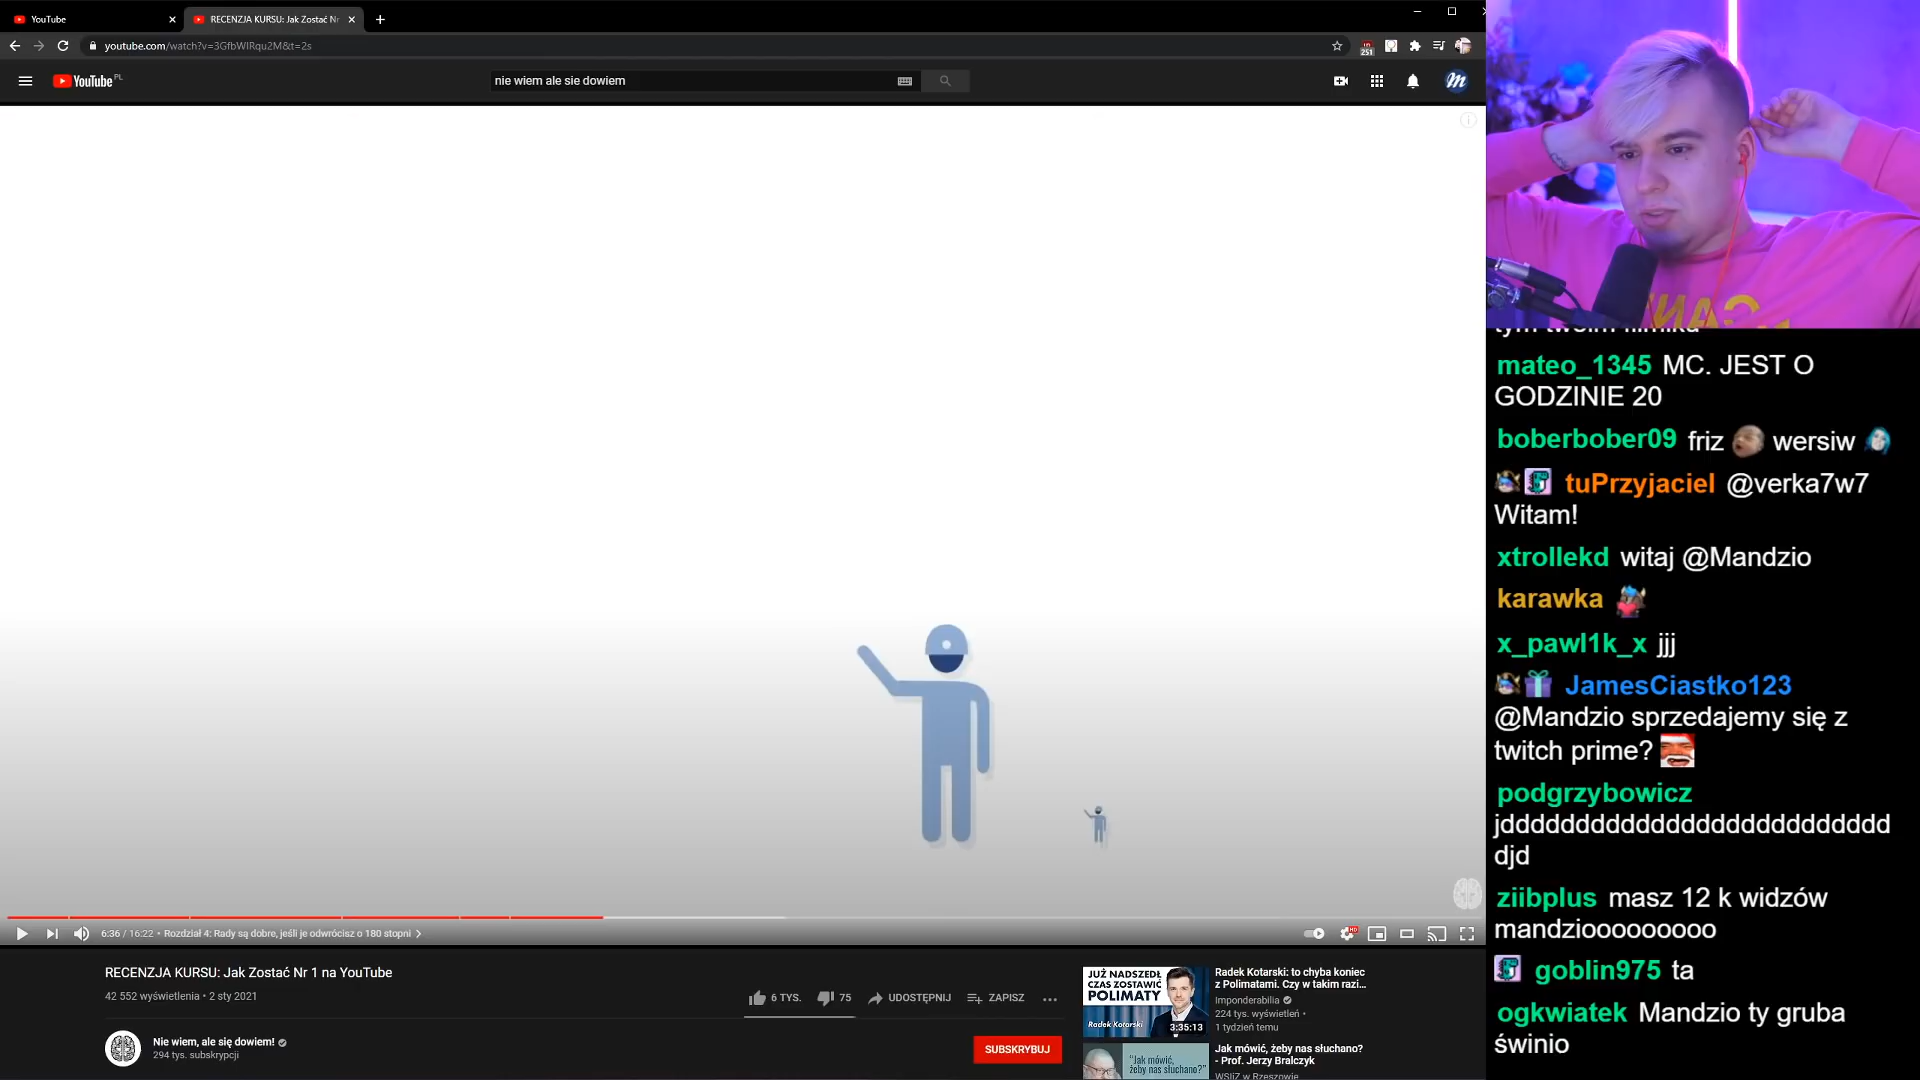 YouTube
RECENZJA KURSU: Jak Zostać Nr
youtube.com/watch?v=3GfbWlRqu2M&t=2s
251
YouTube PL
nie wiem ale sie dowiem
mateo_1345 MC. JEST O
GODZINIE 20
boberbober09 friz wersiw
tuPrzyjaciel @verka7w7
Witam!
xtrollekd witaj @Mandzio
karawka
x_pawl1k_x jjj
JamesCiastko123
@Mandzio sprzedajemy się z
twitch prime?
podgrzybowicz
jdddddddddddddddddddddddddd
djd
ziibplus masz 12 k widzów
mandziooooooooo
goblin975 ta
ogkwiatek Mandzio ty gruba
świnio
6:36 / 16:22 • Rozdział 4: Rady są dobre, jeśli je odwrócisz o 180 stopni
HD
RECENZJA KURSU: Jak Zostać Nr 1 na YouTube
42 552 wyświetlenia • 2 sty 2021
6 TYS.
75
UDOSTĘPNIJ
ZAPISZ
Nie wiem, ale się dowiem!
294 tys. subskrypcji
SUBSKRYBUJ
JUŻ NADSZEDŁ
CZAS ZOSTAWIĆ
POLIMATY
Radek Kotarski
3:35:13
Radek Kotarski: to chyba koniec
z Polimatami. Czy w takim razi...
Imponderabilia
224 tys. wyświetleń •
1 tydzień temu
"Jak mówić,
żeby nas słuchano?"
Jak mówić, żeby nas słuchano?
- Prof. Jerzy Bralczyk
WSIiZ w Rzeszowie